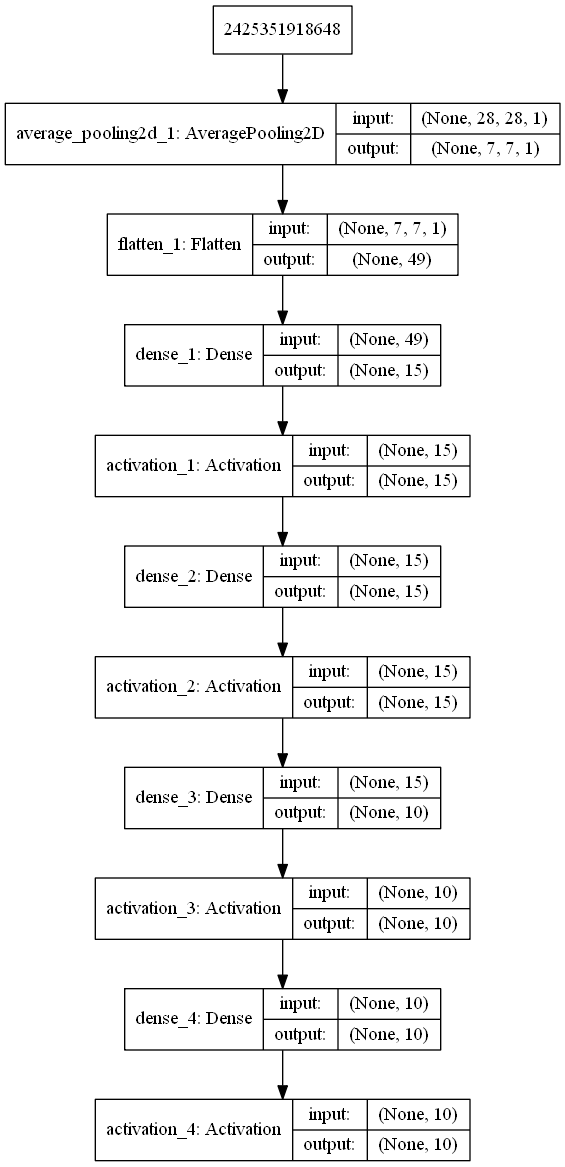 2425351918648
average_pooling2d_1: AveragePooling2D
input: (None, 28, 28, 1)
output: (None, 7, 7, 1)
flatten_1: Flatten
input: (None, 7, 7, 1)
output: (None, 49)
dense_1: Dense
input: (None, 49)
output: (None, 15)
activation_1: Activation
input: (None, 15)
output: (None, 15)
dense_2: Dense
input: (None, 15)
output: (None, 15)
activation_2: Activation
input: (None, 15)
output: (None, 15)
dense_3: Dense
input: (None, 15)
output: (None, 10)
activation_3: Activation
input: (None, 10)
output: (None, 10)
dense_4: Dense
input: (None, 10)
output: (None, 10)
activation_4: Activation
input: (None, 10)
output: (None, 10)